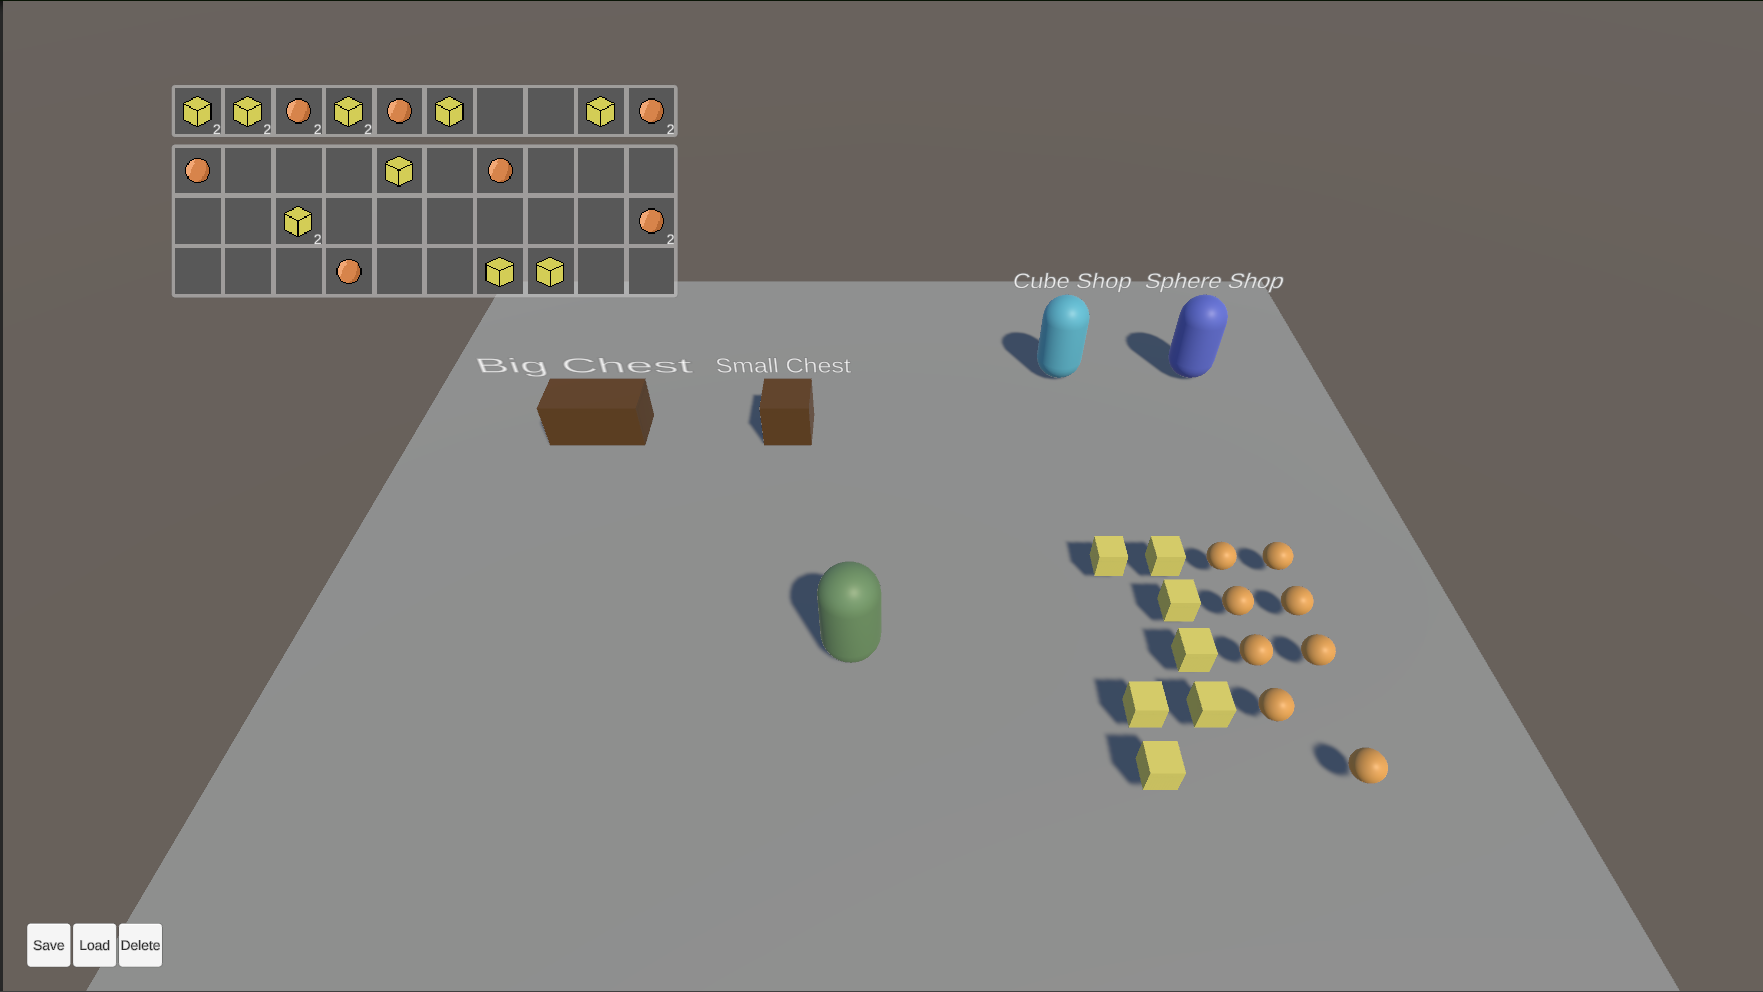 2 2 2 2 2
2 2
Cube Shop Sphere Shop
Big Chest Small Chest
Save Load Delete